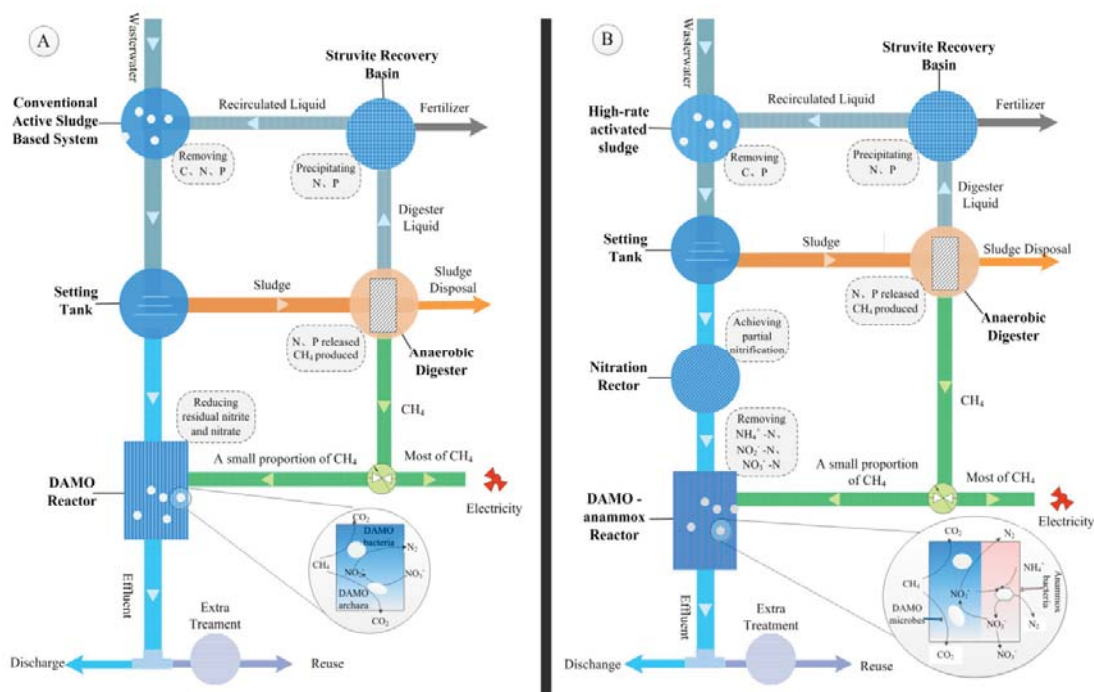 A
Wasterwater
Struvite Recovery
Basin
Conventional
Active Sludge
Based System
Recirculated Liquid
Fertilizer
Removing
C、N、P
Precipitating
N、P
Digester
Liquid
Setting
Tank
Sludge
Sludge
Disposal
N、P released
CH₄ produced
Anaerobic
Digester
Reducing
residual nitrite
and nitrate
CH₄
A small proportion of CH₄
Most of CH₄
DAMO
Reactor
Electricity
CO₂
DAMO
bacteria
N₂
CH₄
NO₂⁻
NO₃⁻
DAMO
archaea
CO₂
Effluent
Extra
Treatment
Discharge
Reuse
B
Wasterwater
Struvite Recovery
Basin
High-rate
activated
sludge
Recirculated Liquid
Fertilizer
Removing
C、P
Precipitating
N、P
Digester
Liquid
Setting
Tank
Sludge
Sludge Disposal
N、P released
CH₄ produced
Anaerobic
Digester
Achieving
partial
nitrification.
Nitration
Rector
CH₄
Removing
NH₄⁺-N、
NO₂⁻-N、
NO₃⁻-N
A small proportion
of CH₄
Most of CH₄
DAMO -
anammox
Reactor
Electricity
CO₂
N₂
NH₄⁺
CH₄
NO₂⁻
Anammox
bacteria
DAMO
microbes
NO₃⁻
N₂
CO₂
NO₃⁻
Effluent
Extra
Treatment
Discharge
Reuse